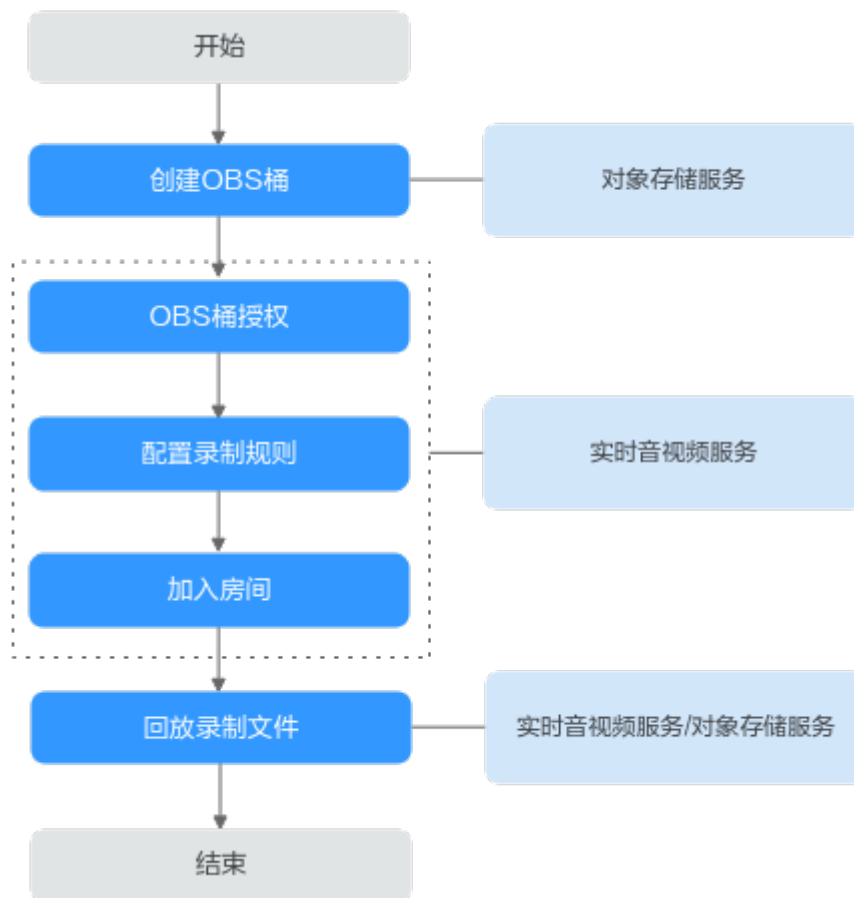 开始
创建OBS桶
对象存储服务
OBS桶授权
配置录制规则
实时音视频服务
加入房间
回放录制文件
实时音视频服务/对象存储服务
结束